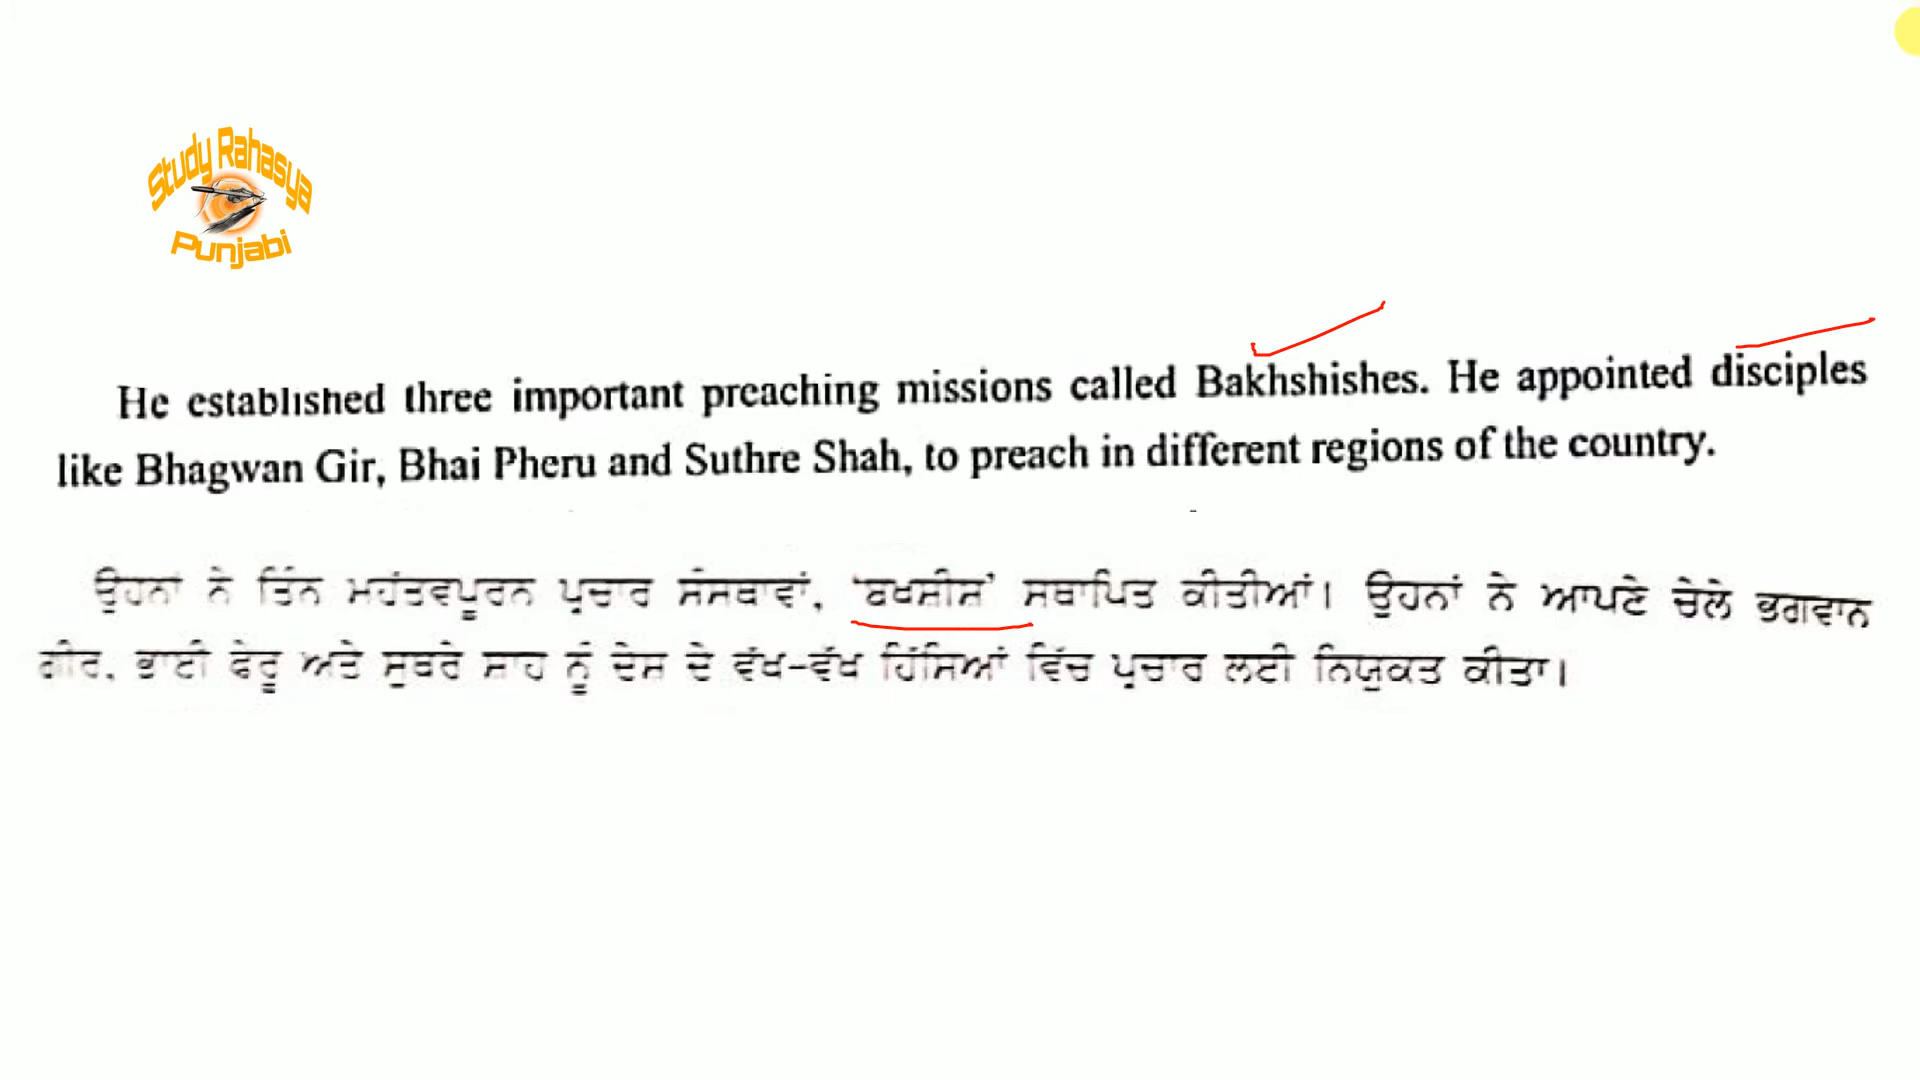 Study Rahasya
Punjabi
He established three important preaching missions called Bakhshishes. He appointed disciples
like Bhagwan Gir, Bhai Pheru and Suthre Shah, to preach in different regions of the country.
ਉਹਨਾਂ ਨੇ ਤਿੰਨ ਮਹੱਤਵਪੂਰਨ ਪ੍ਰਚਾਰ ਸੰਸਥਾਵਾਂ, 'ਬਖਸ਼ੀਸ਼' ਸਥਾਪਿਤ ਕੀਤੀਆਂ। ਉਹਨਾਂ ਨੇ ਆਪਣੇ ਚੇਲੇ ਭਗਵਾਨ
ਗੀਰ, ਭਾਈ ਫੇਰੂ ਅਤੇ ਸੁਥਰੇ ਸ਼ਾਹ ਨੂੰ ਦੇਸ਼ ਦੇ ਵੱਖ-ਵੱਖ ਹਿੱਸਿਆਂ ਵਿੱਚ ਪ੍ਰਚਾਰ ਲਈ ਨਿਯੁਕਤ ਕੀਤਾ।